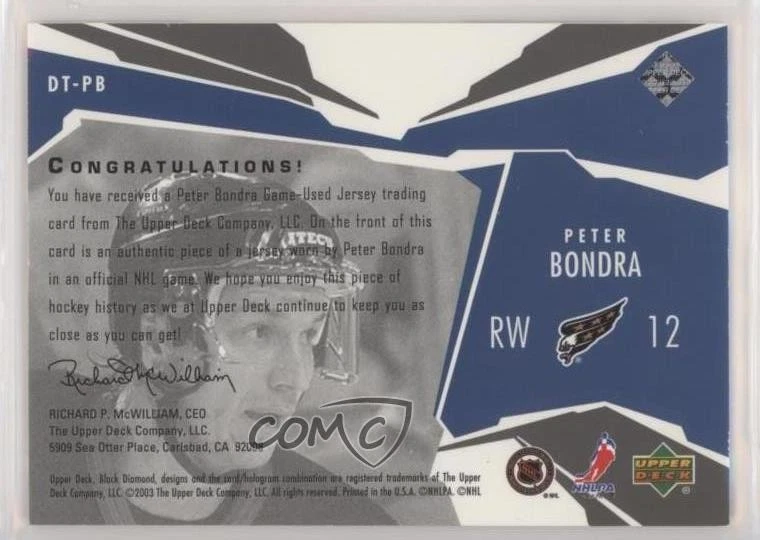 DT-PB
CONGRATULATIONS!
You have received a Peter Bondra Game-Used Jersey trading
card from The Upper Deck Company, LLC. On the front of this
card is an authentic piece of a jersey worn by Peter Bondra
in an official NHL game. We hope you enjoy this piece of
hockey history as we at Upper Deck continue to keep you as
close as you can get!
Richard P. McWilliam
RICHARD P. McWILLIAM, CEO
The Upper Deck Company, LLC.
5909 Sea Otter Place, Carlsbad, CA 92008
Upper Deck, Black Diamond, designs and the card/hologram combination are registered trademarks of The Upper
Deck Company, LLC. ©2003 The Upper Deck Company, LLC. All rights reserved. Printed in the U.S.A. ©NHLPA. ©NHL
PETER
BONDRA
RW
12
COMC
NHL
© NHL
NHLPA
UPPER
DECK